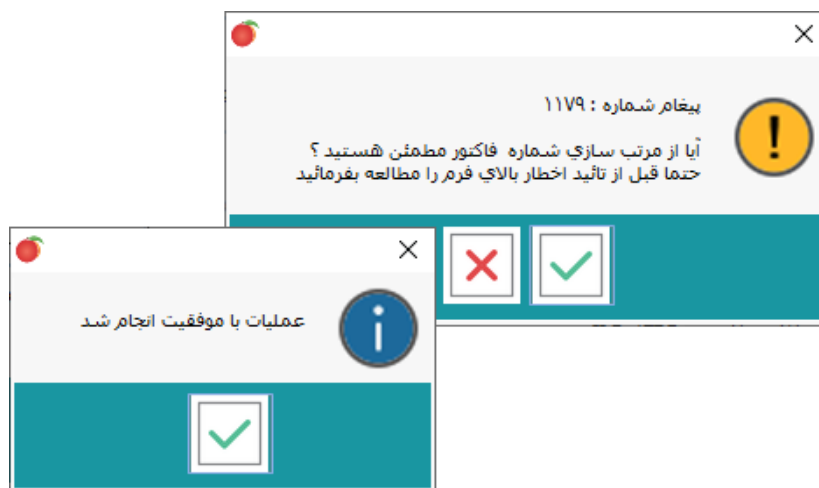 پیغام شماره : ۱۱۷۹
آیا از مرتب سازي شماره فاکتور مطمئن هستید ؟
حتما قبل از تائید اخطار بالاي فرم را مطالعه بفرمائید
عملیات با موفقیت انجام شد